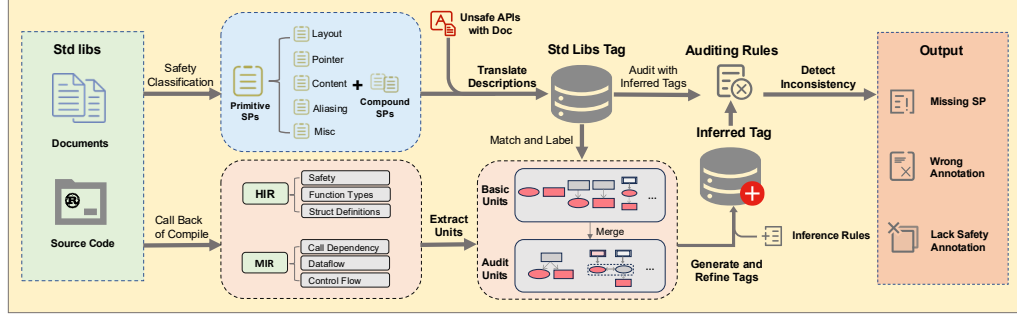 Std libs
Documents
Source Code
Safety
Classification
Call Back
of Compile
Primitive
SPs
Layout
Pointer
Content
Aliasing
Misc
+
Compound
SPs
Unsafe APIs
with Doc
Translate
Descriptions
HIR
Safety
Function Types
Struct Definitions
MIR
Call Dependency
Dataflow
Control Flow
Extract
Units
Std Libs Tag
Match and Label
Basic
Units
...
Merge
Audit
Units
...
Audit with
Inferred Tags
Auditing Rules
Inferred Tag
Inference Rules
Generate and
Refine Tags
Detect
Inconsistency
Output
Missing SP
Wrong
Annotation
Lack Safety
Annotation